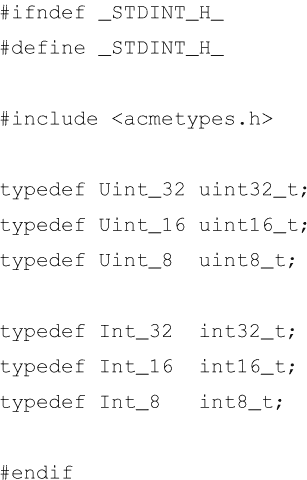 #ifndef _STDINT_H_
#define _STDINT_H_
#include <acmetypes.h>
typedef Uint_32 uint32_t;
typedef Uint_16 uint16_t;
typedef Uint_8 uint8_t;
typedef Int_32 int32_t;
typedef Int_16 int16_t;
typedef Int_8 int8_t;
#endif